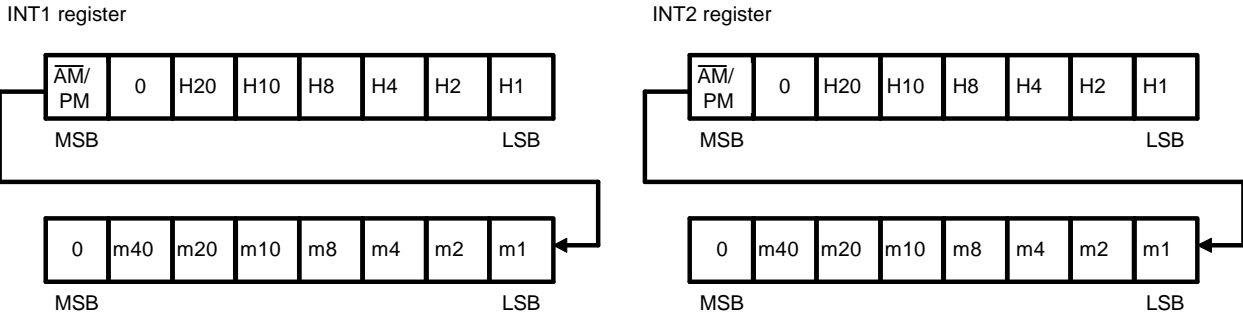 INT1 register
INT2 register
AM/
PM 0 H20 H10 H8 H4 H2 H1
AM/
PM 0 H20 H10 H8 H4 H2 H1
MSB LSB
MSB LSB
0 m40 m20 m10 m8 m4 m2 m1
0 m40 m20 m10 m8 m4 m2 m1
MSB LSB
MSB LSB